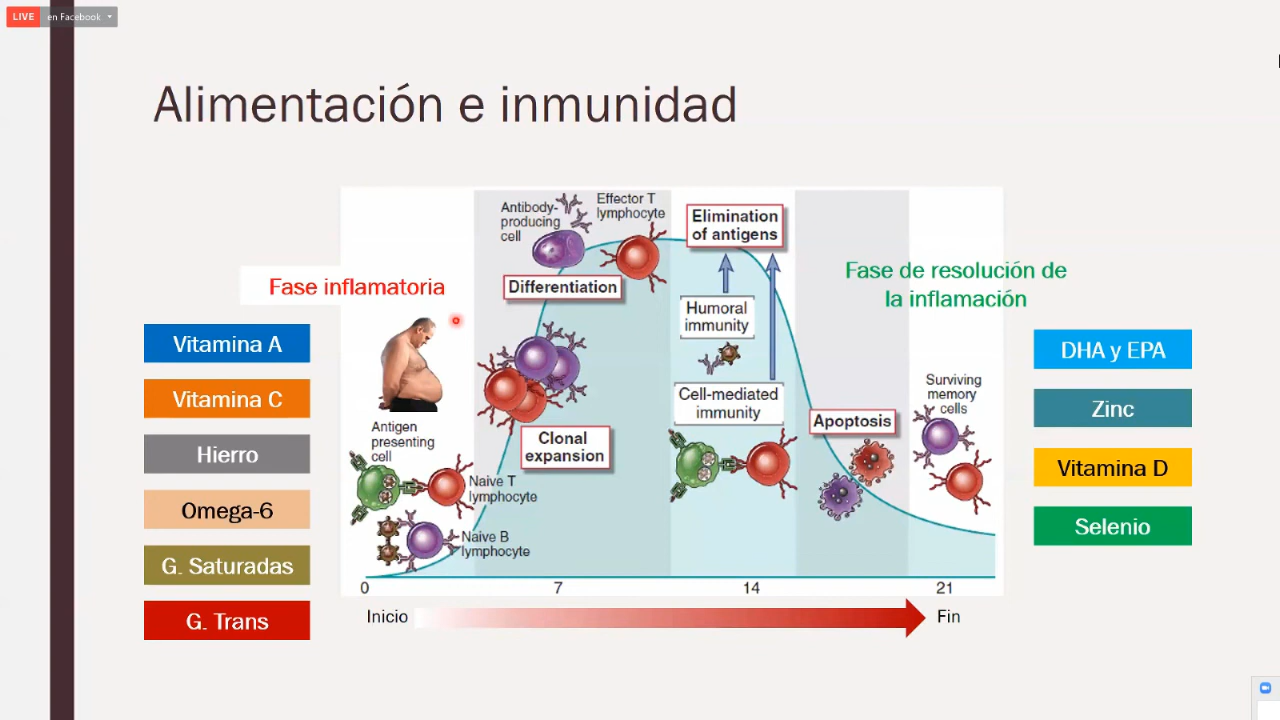 LIVE en Facebook
Alimentación e inmunidad
Fase inflamatoria
Vitamina A
Vitamina C
Hierro
Omega-6
G. Saturadas
G. Trans
Antigen
presenting
cell
Naive T
lymphocyte
Naive B
lymphocyte
Antibody-
producing
cell
Effector T
lymphocyte
Differentiation
Clonal
expansion
Elimination
of antigens
Humoral
immunity
Cell-mediated
immunity
Apoptosis
Surviving
memory
cells
0 7 14 21
Inicio
Fin
Fase de resolución de
la inflamación
DHA y EPA
Zinc
Vitamina D
Selenio